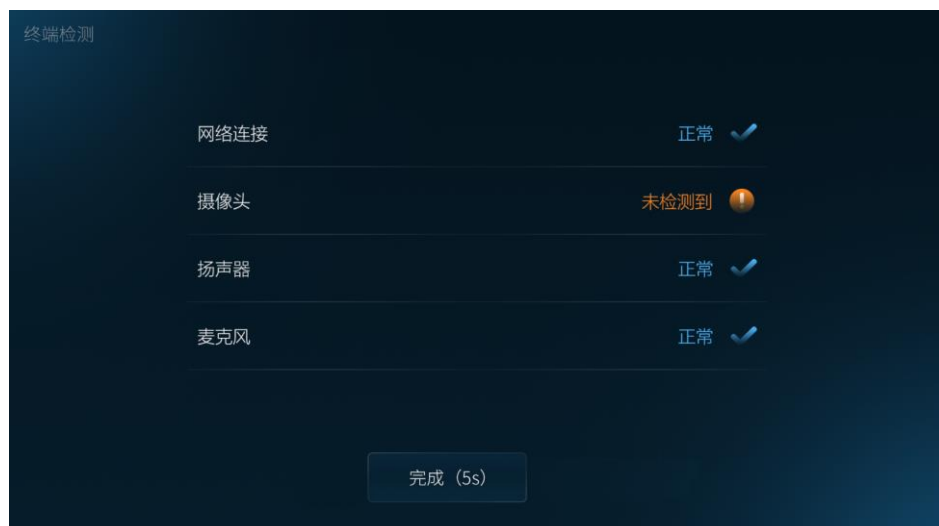 终端检测
网络连接 正常
摄像头 未检测到
扬声器 正常
麦克风 正常
完成（5s）